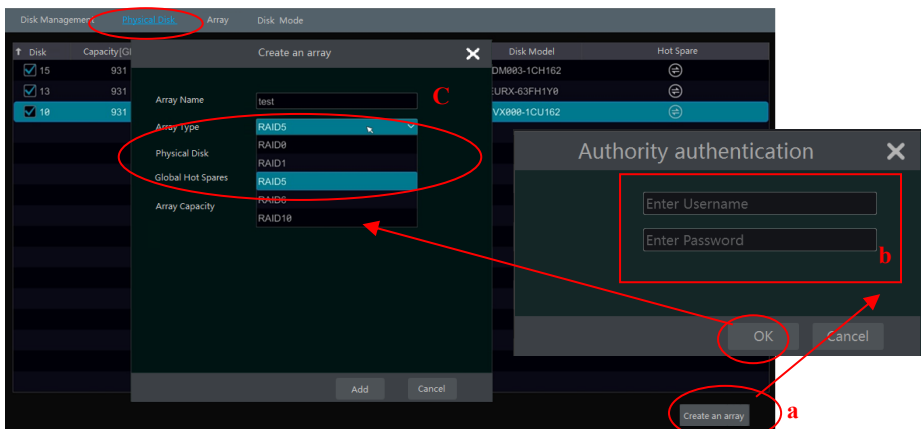 Disk Management Physical Disk Array Disk Mode
Disk Capacity[GB Create an array Disk Model Hot Spare
15 931 DM003-1CH162
13 931 EURX-63FH1Y0
10 931 VX000-1CU162
Array Name test C
Array Type RAID5
Physical Disk RAID0
RAID1
Global Hot Spares RAID5
RAID6
Array Capacity RAID10
Add Cancel
Create an array a
Authority authentication
Enter Username
Enter Password
b
OK Cancel